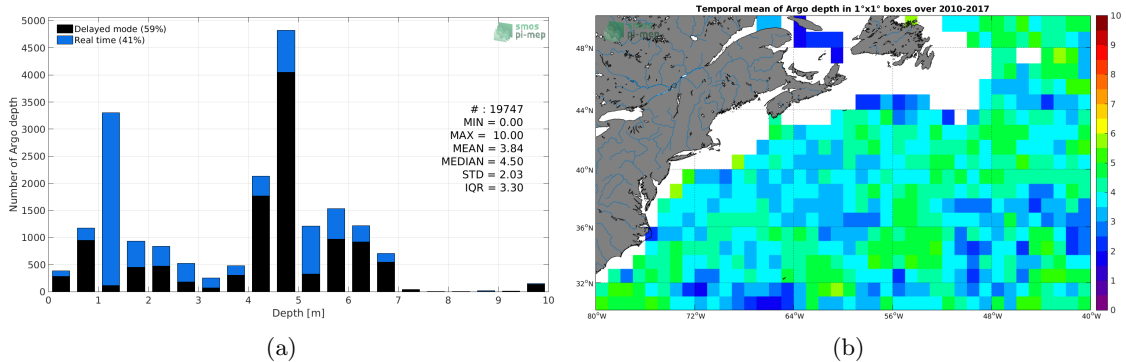 Delayed mode (59%)
Real time (41%)
smos
pi-mep
# : 19747
MIN = 0.00
MAX = 10.00
MEAN = 3.84
MEDIAN = 4.50
STD = 2.03
IQR = 3.30
Number of Argo depth
5000
4500
4000
3500
3000
2500
2000
1500
1000
500
0
0 1 2 3 4 5 6 7 8 9 10
Depth [m]
(a)
Temporal mean of Argo depth in 1°x1° boxes over 2010-2017
smos
pi-mep
48°N
44°N
40°N
36°N
32°N
80°W 72°W 64°W 56°W 48°W 40°W
10
9
8
7
6
5
4
3
2
1
0
(b)